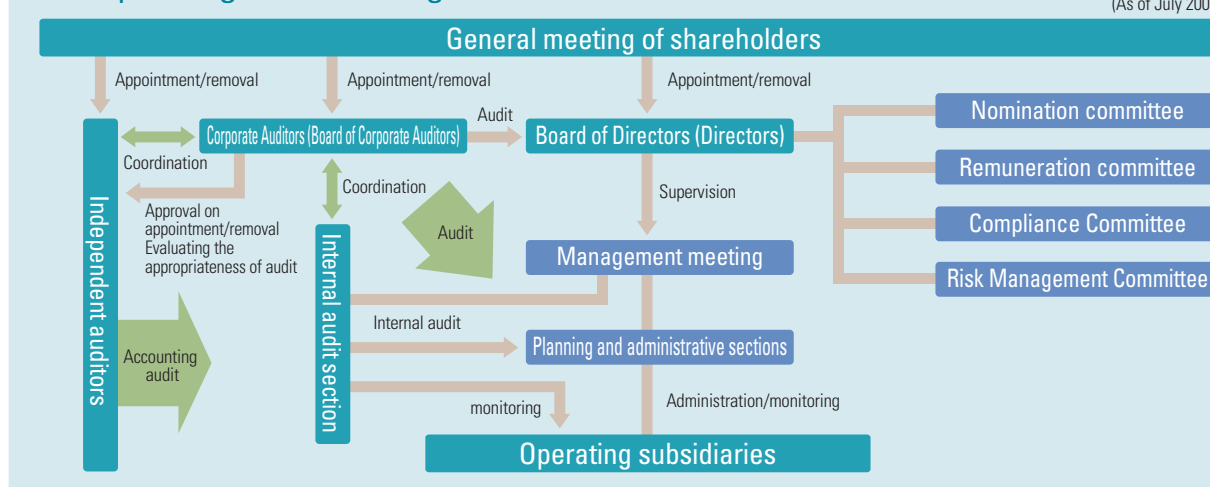 (As of July 200
General meeting of shareholders
Appointment/removal
Appointment/removal
Appointment/removal
Corporate Auditors (Board of Corporate Auditors)
Audit
Board of Directors (Directors)
Nomination committee
Remuneration committee
Compliance Committee
Risk Management Committee
Coordination
Coordination
Approval on
appointment/removal
Evaluating the
appropriateness of audit
Supervision
Audit
Management meeting
Independent auditors
Internal audit section
Internal audit
Planning and administrative sections
Accounting
audit
monitoring
Administration/monitoring
Operating subsidiaries